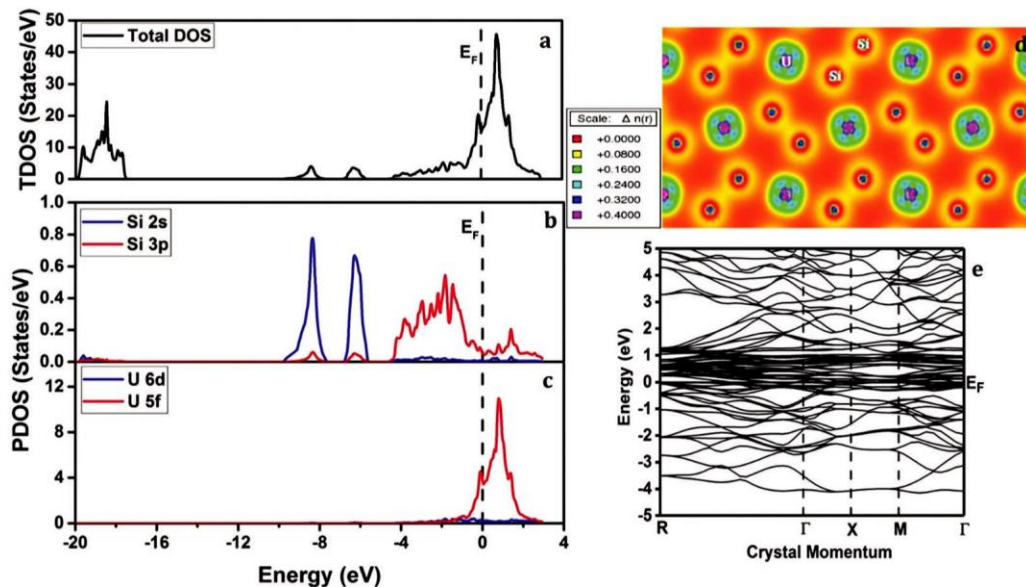 Total DOS
a
E_F
TDOS (States/eV)
50
40
30
20
10
0
Si 2s
Si 3p
b
E_F
1.0
0.8
0.6
0.4
0.2
0.0
U 6d
U 5f
c
PDOS (States/eV)
12
8
4
0
-20 -16 -12 -8 -4 0 4
Energy (eV)
d
Si
U
U
Si
U
U
Scale: Δ n(r)
+0.0000
+0.0800
+0.1600
+0.2400
+0.3200
+0.4000
e
Energy (eV)
5
4
3
2
1
0
-1
-2
-3
-4
-5
E_F
R Γ X M Γ
Crystal Momentum